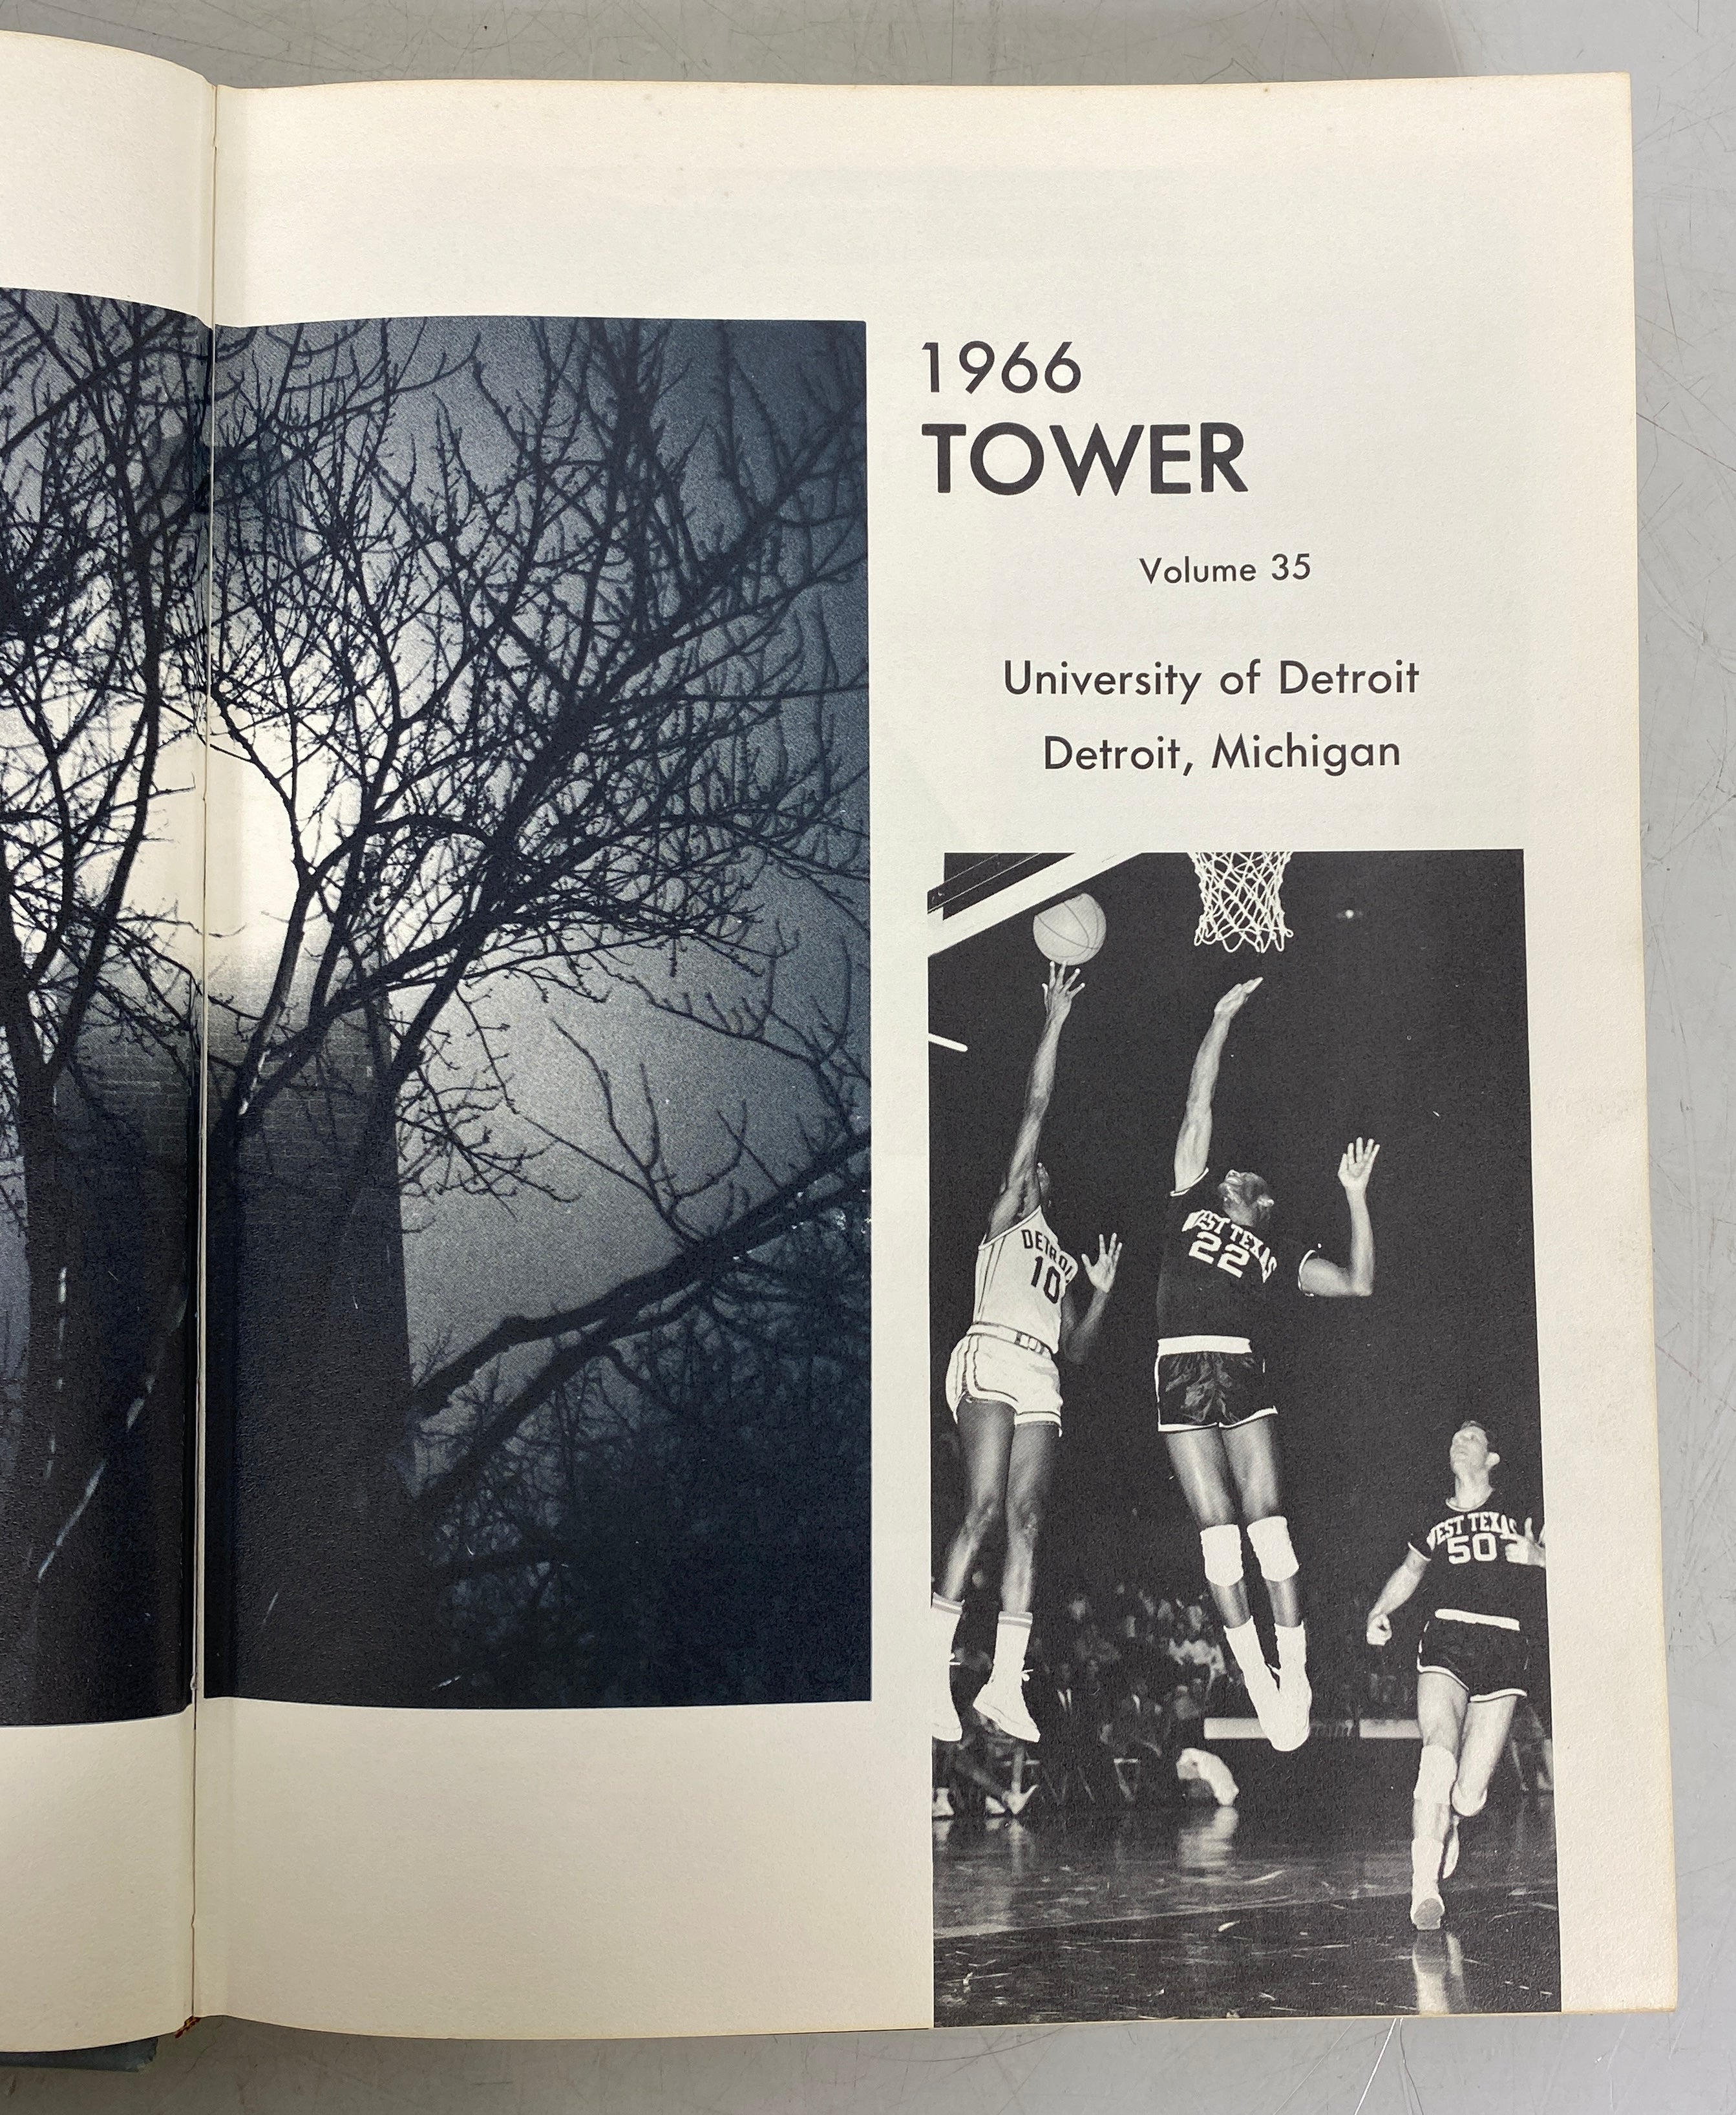 1966
TOWER
Volume 35
University of Detroit
Detroit, Michigan
DETROI
10
WEST TEXAS
22
WEST TEXAS
50